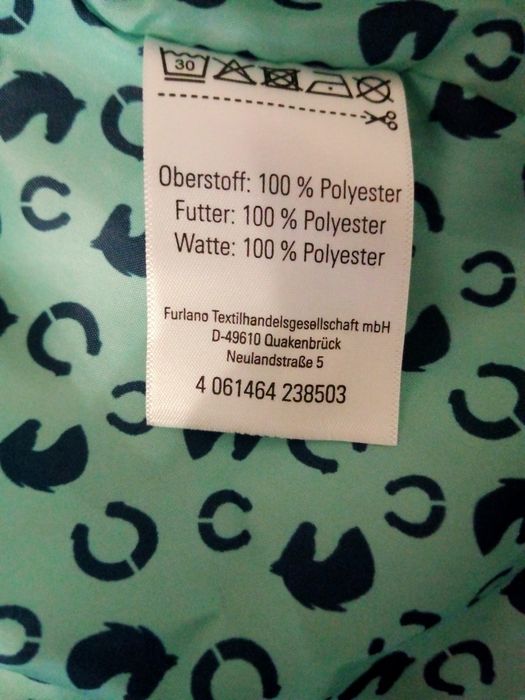 30
Oberstoff: 100 % Polyester
Futter: 100 % Polyester
Watte: 100 % Polyester
Furlano Textilhandelsgesellschaft mbH
D-49610 Quakenbrück
Neulandstraße 5
4 061464 238503